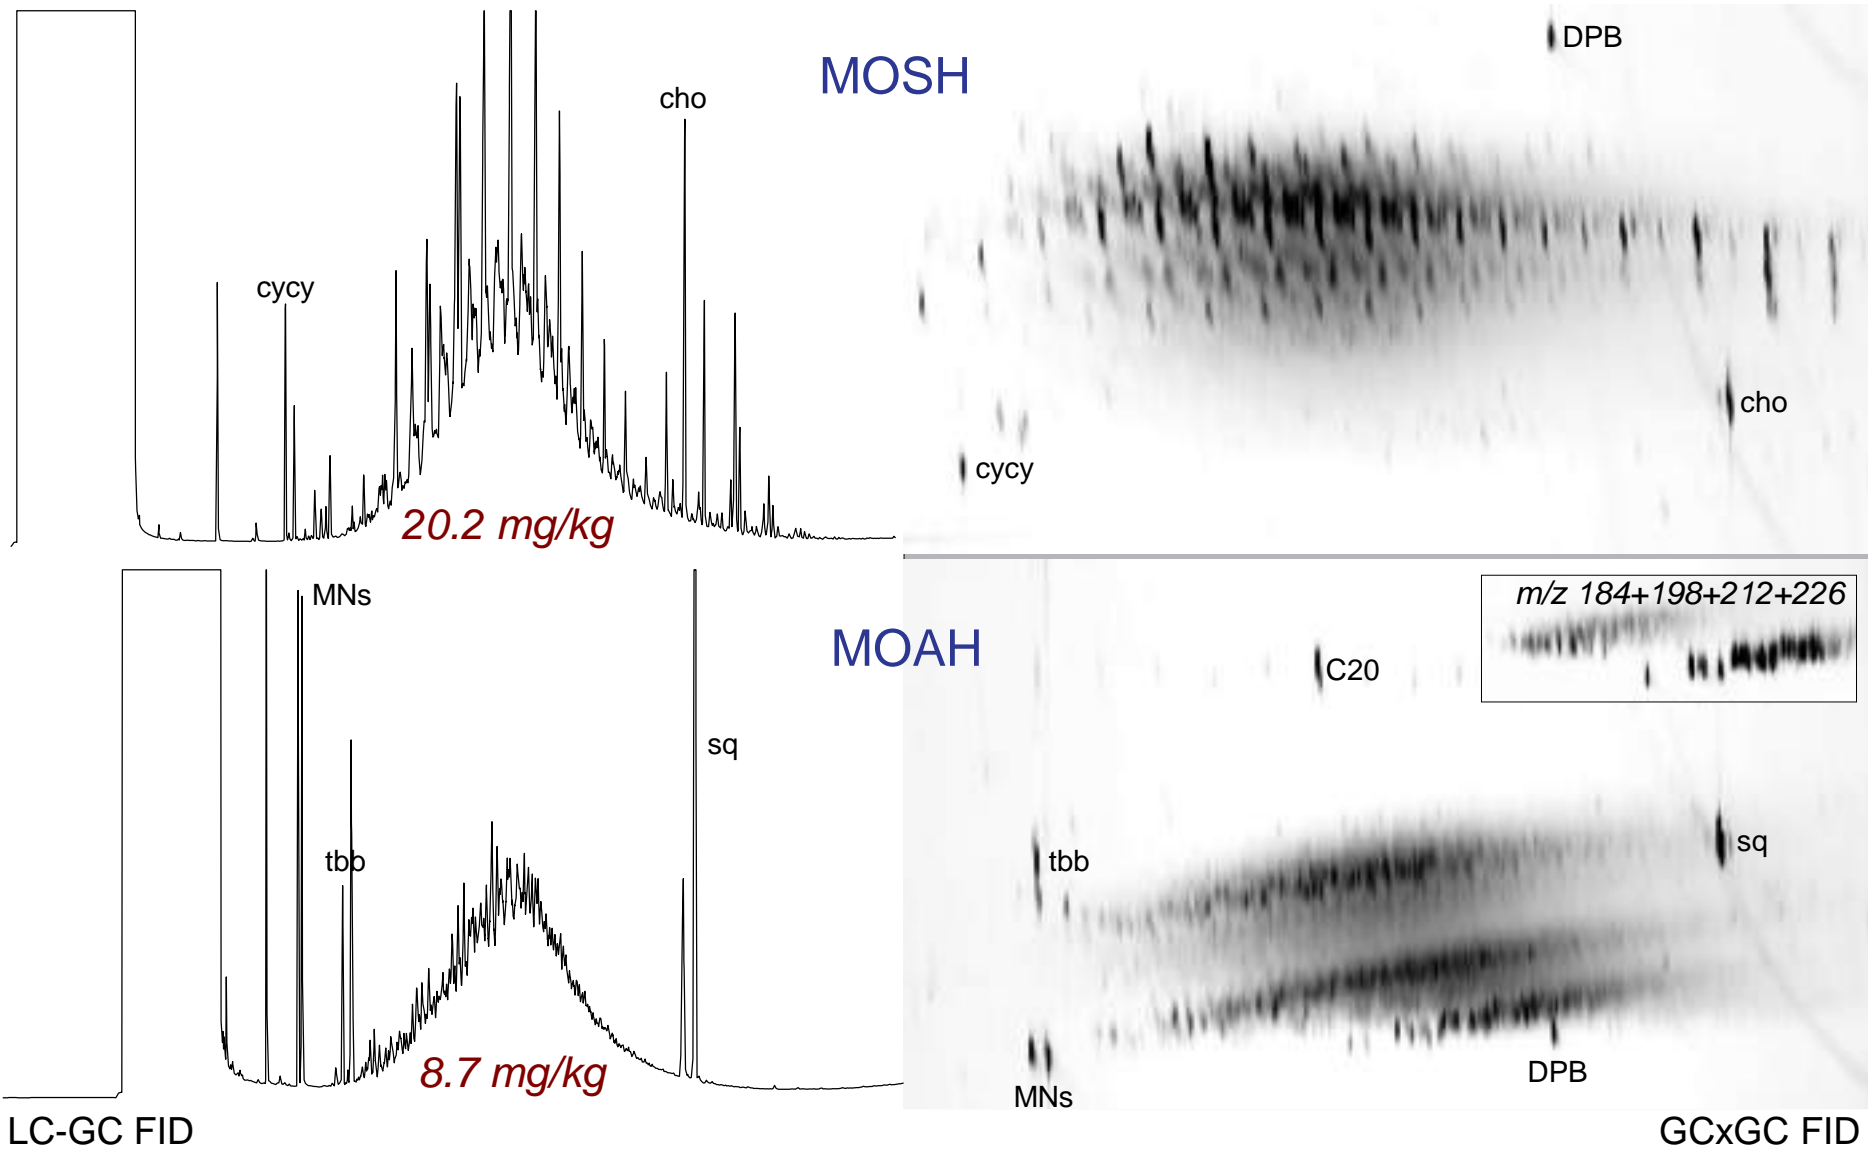 DPB
MOSH
cho
cycy
cho
cycy
20.2 mg/kg
MNs
m/z 184+198+212+226
MOAH
C20
sq
tbb
tbb
sq
8.7 mg/kg
DPB
MNs
LC-GC FID
GCxGC FID